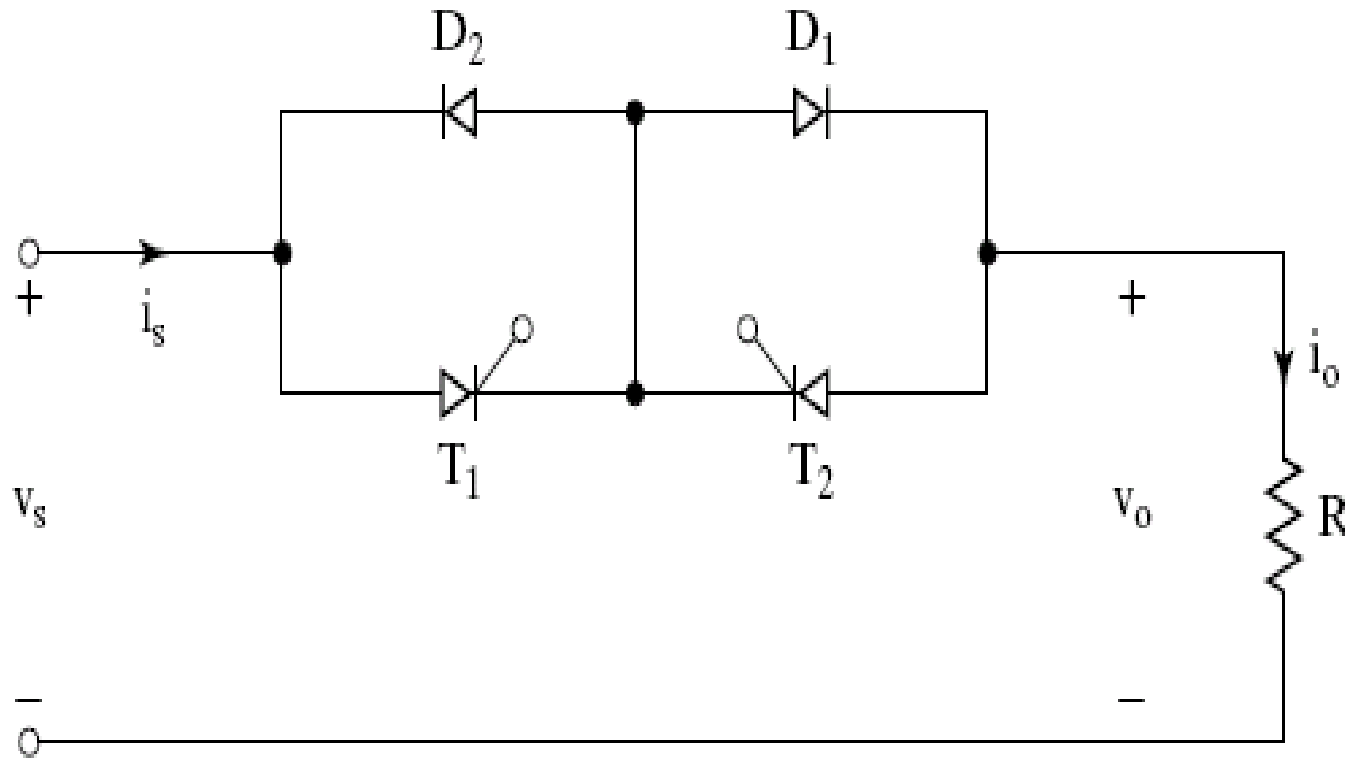 D₂ D₁
+ iₛ + iₒ
T₁ T₂
vₛ vₒ R
− −